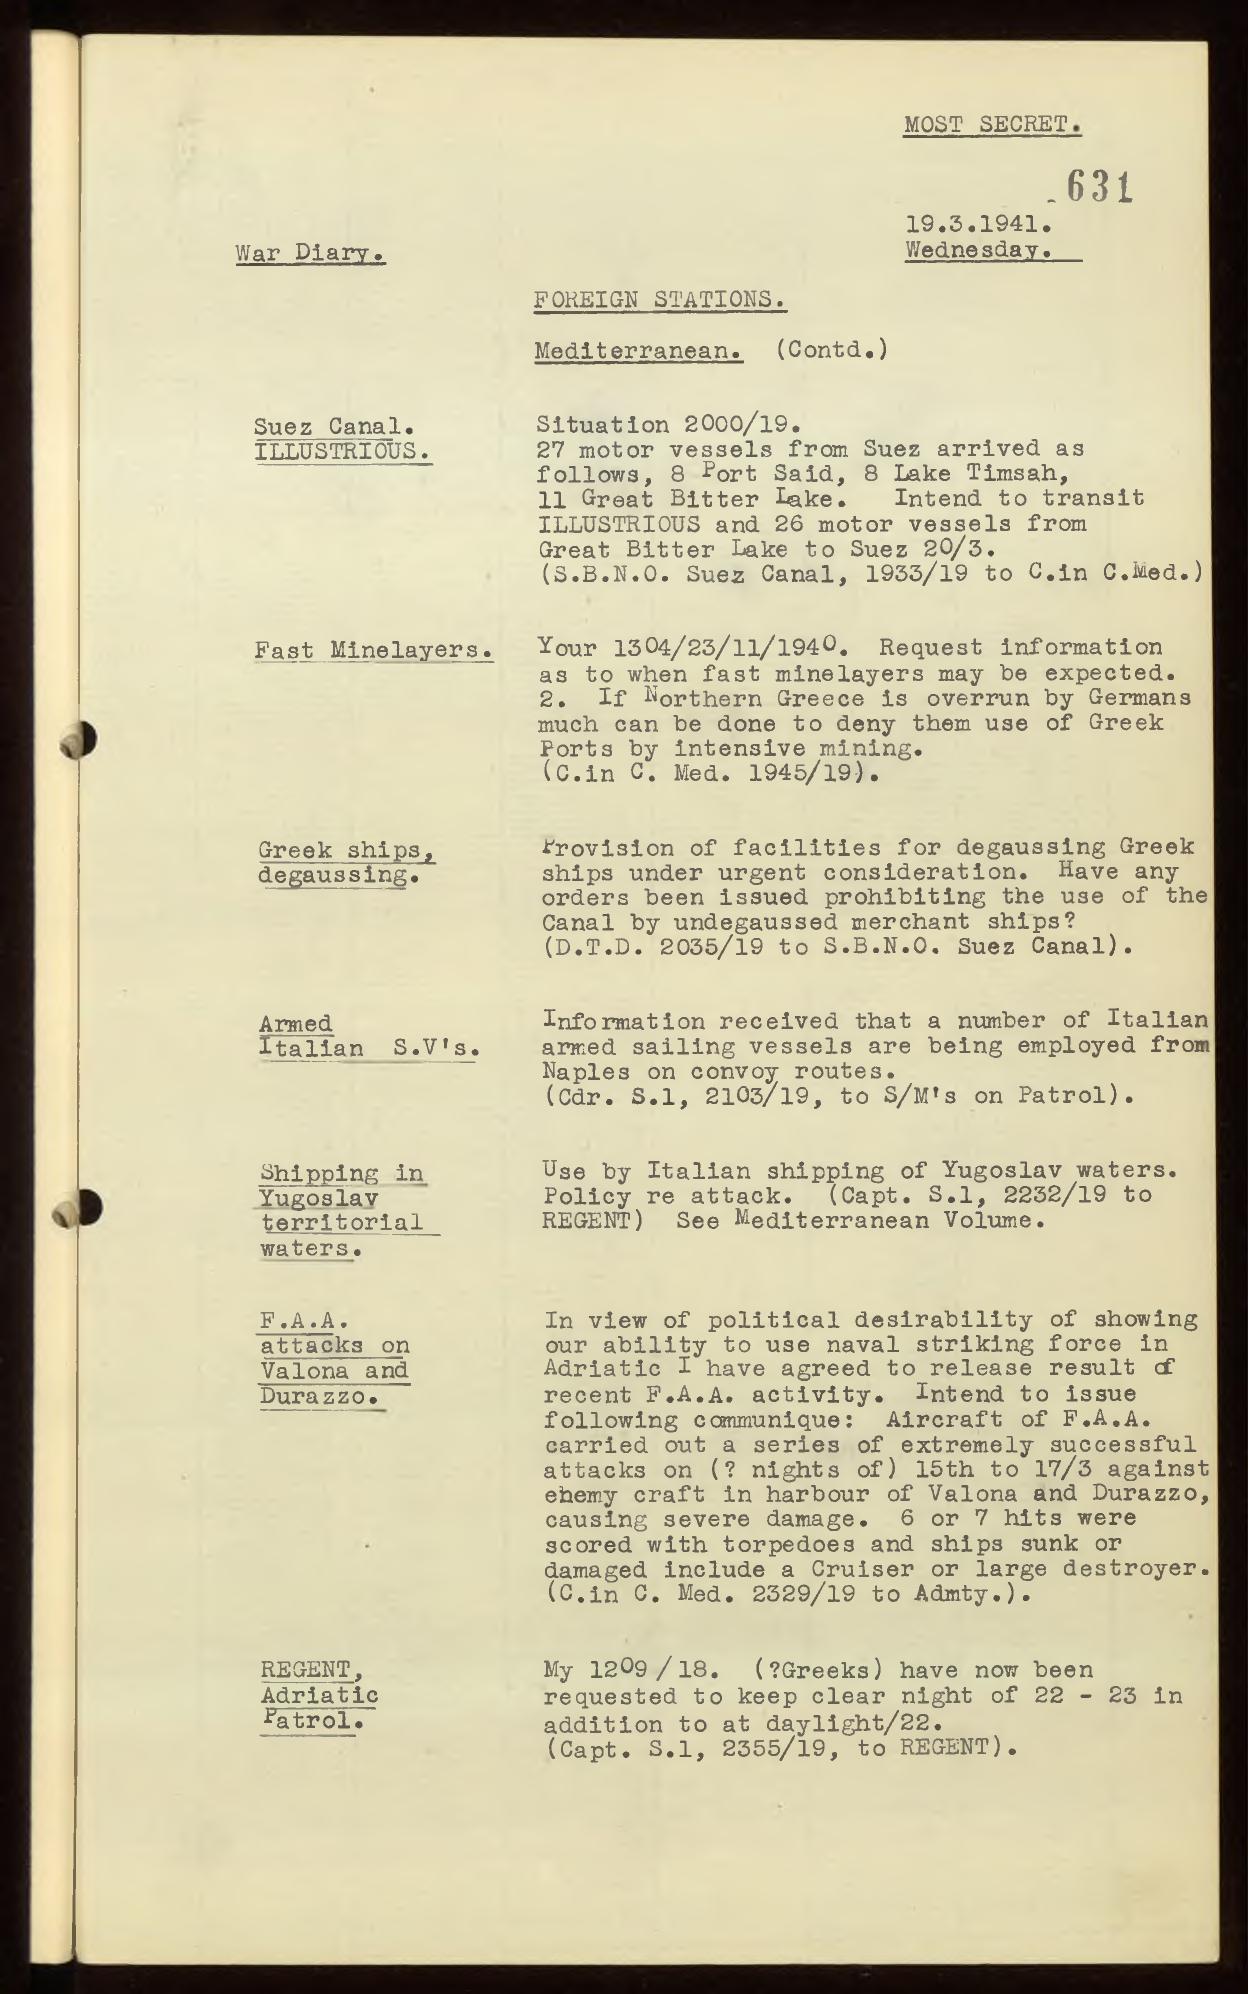 MOST SECRET.
631
19.3.1941.
Wednesday.
War Diary.
FOREIGN STATIONS.
Mediterranean. (Contd.)
Suez Canal.
ILLUSTRIOUS.
Situation 2000/19.
27 motor vessels from Suez arrived as
follows, 8 Port Said, 8 Lake Timsah,
11 Great Bitter Lake. Intend to transit
ILLUSTRIOUS and 26 motor vessels from
Great Bitter Lake to Suez 20/3.
(S.B.N.O. Suez Canal, 1933/19 to C.in C.Med.)
Fast Minelayers.
Your 1304/23/11/1940. Request information
as to when fast minelayers may be expected.
2. If Northern Greece is overrun by Germans
much can be done to deny them use of Greek
Ports by intensive mining.
(C.in C. Med. 1945/19).
Greek ships,
degaussing.
Provision of facilities for degaussing Greek
ships under urgent consideration. Have any
orders been issued prohibiting the use of the
Canal by undegaussed merchant ships?
(D.T.D. 2035/19 to S.B.N.O. Suez Canal).
Armed
Italian S.V's.
Information received that a number of Italian
armed sailing vessels are being employed from
Naples on convoy routes.
(Cdr. S.1, 2103/19, to S/M's on Patrol).
Shipping in
Yugoslav
territorial
waters.
Use by Italian shipping of Yugoslav waters.
Policy re attack. (Capt. S.1, 2232/19 to
REGENT) See Mediterranean Volume.
F.A.A.
attacks on
Valona and
Durazzo.
In view of political desirability of showing
our ability to use naval striking force in
Adriatic I have agreed to release result of
recent F.A.A. activity. Intend to issue
following communique: Aircraft of F.A.A.
carried out a series of extremely successful
attacks on (? nights of) 15th to 17/3 against
enemy craft in harbour of Valona and Durazzo,
causing severe damage. 6 or 7 hits were
scored with torpedoes and ships sunk or
damaged include a Cruiser or large destroyer.
(C.in C. Med. 2329/19 to Admty.).
REGENT,
Adriatic
Patrol.
My 1209/18. (?Greeks) have now been
requested to keep clear night of 22 - 23 in
addition to at daylight/22.
(Capt. S.1, 2355/19, to REGENT).